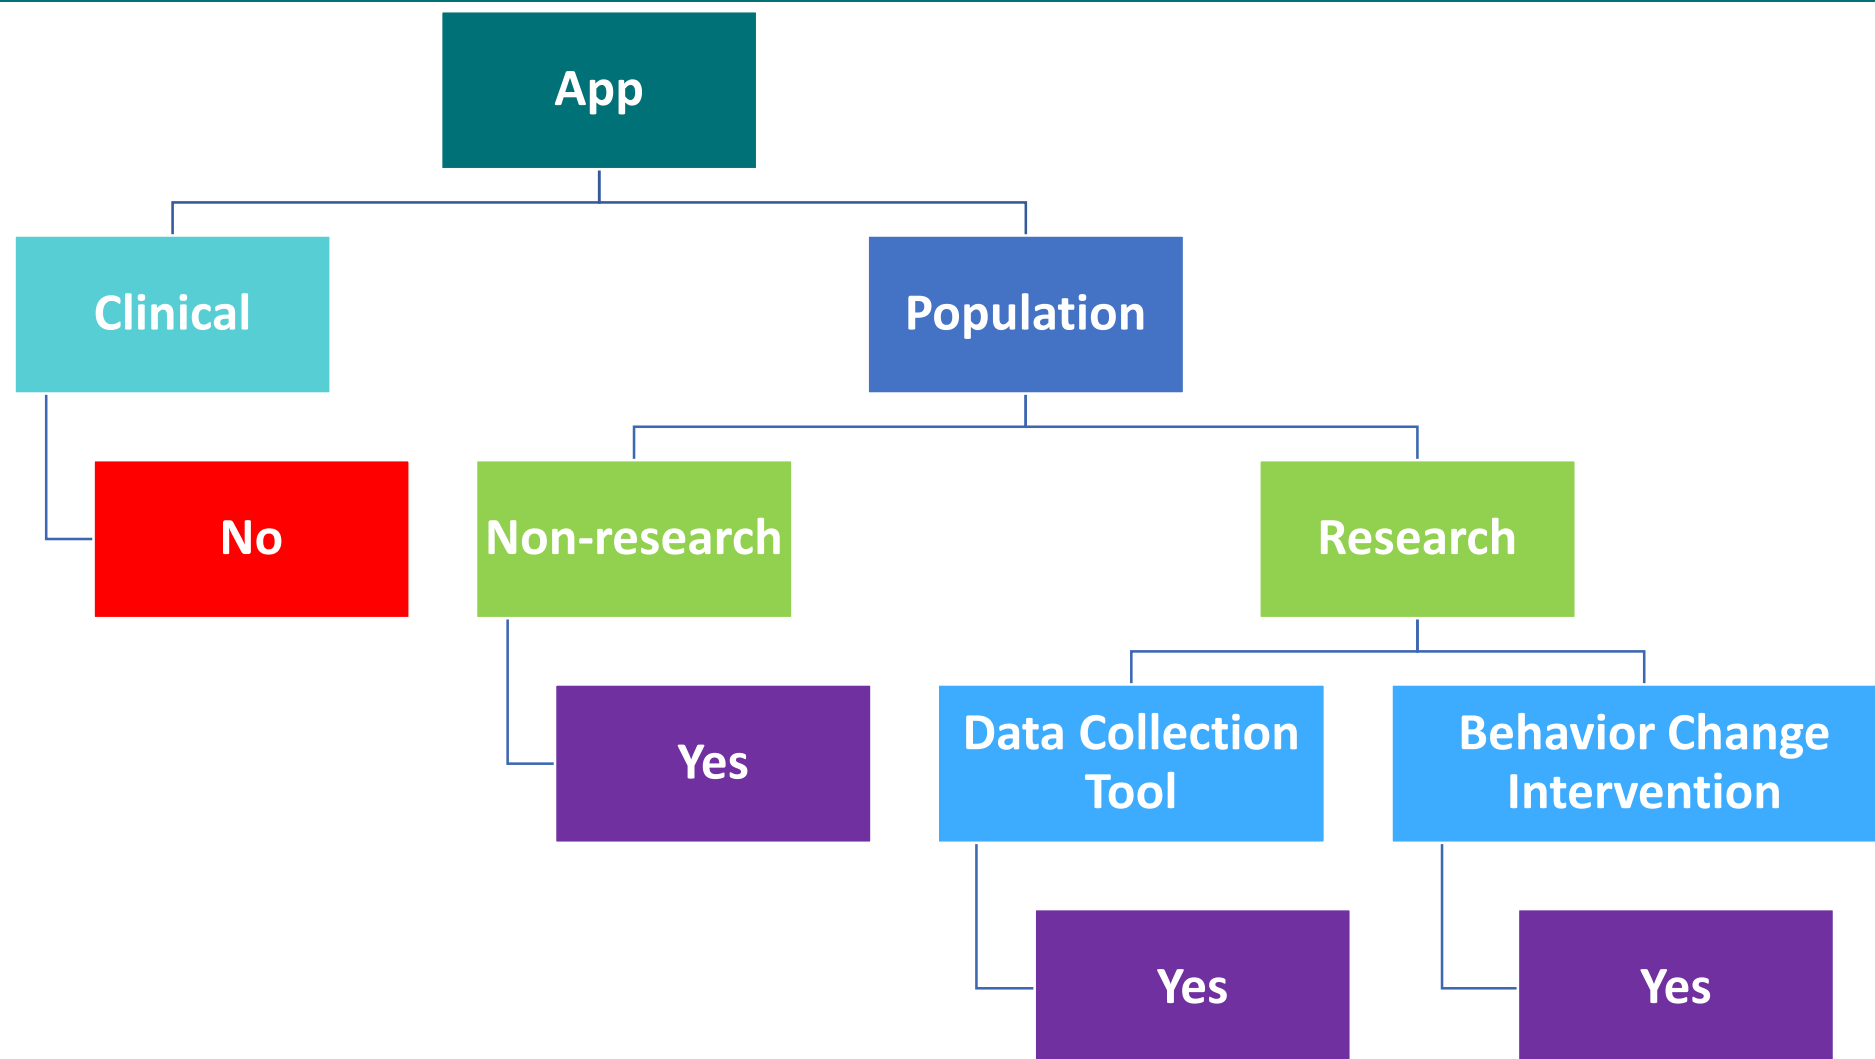 App
Clinical
Population
No
Non-research
Research
Yes
Data Collection
Tool
Behavior Change
Intervention
Yes
Yes